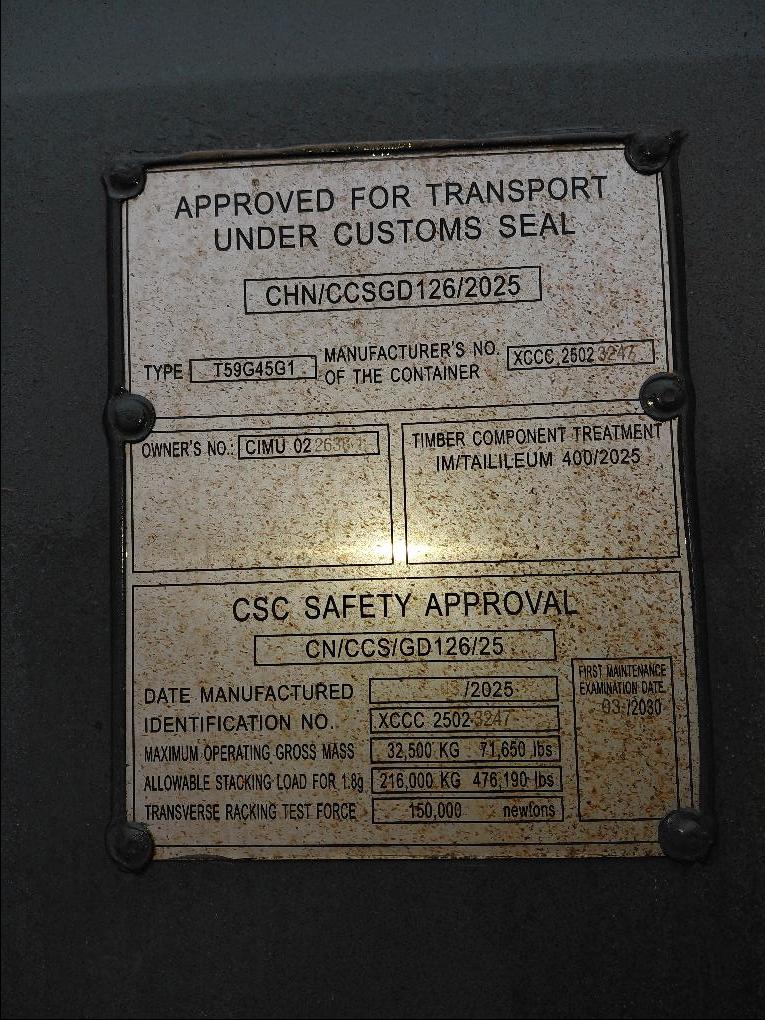 APPROVED FOR TRANSPORT
UNDER CUSTOMS SEAL
CHN/CCSGD126/2025
TYPE T59G45G1
MANUFACTURER'S NO.
OF THE CONTAINER
XCCC 2502 3247
OWNER'S NO.: CIMU 02
TIMBER COMPONENT TREATMENT
IM/TAILILEUM 400/2025
CSC SAFETY APPROVAL
CN/CCS/GD126/25
DATE MANUFACTURED 03/2025
IDENTIFICATION NO. XCCC 2502 3247
MAXIMUM OPERATING GROSS MASS 32,500 KG 71,650 lbs
ALLOWABLE STACKING LOAD FOR 1.8g 216,000 KG 476,190 lbs
TRANSVERSE RACKING TEST FORCE 150,000 newtons
FIRST MAINTENANCE
EXAMINATION DATE
03/2030